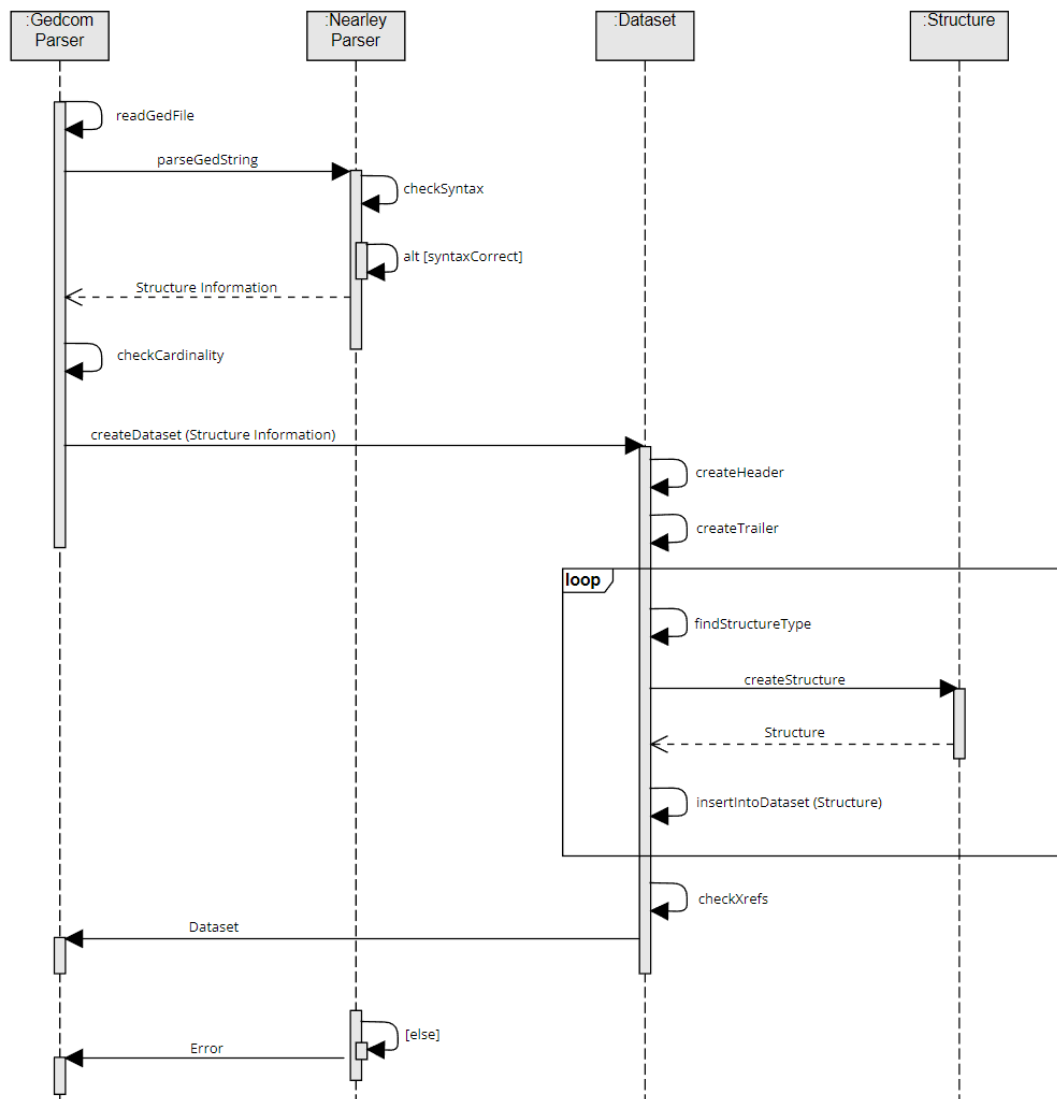 :Gedcom
Parser
:Nearley
Parser
:Dataset
:Structure
readGedFile
parseGedString
checkSyntax
alt [syntaxCorrect]
Structure Information
checkCardinality
createDataset (Structure Information)
createHeader
createTrailer
loop
findStructureType
createStructure
Structure
insertIntoDataset (Structure)
checkXrefs
Dataset
[else]
Error